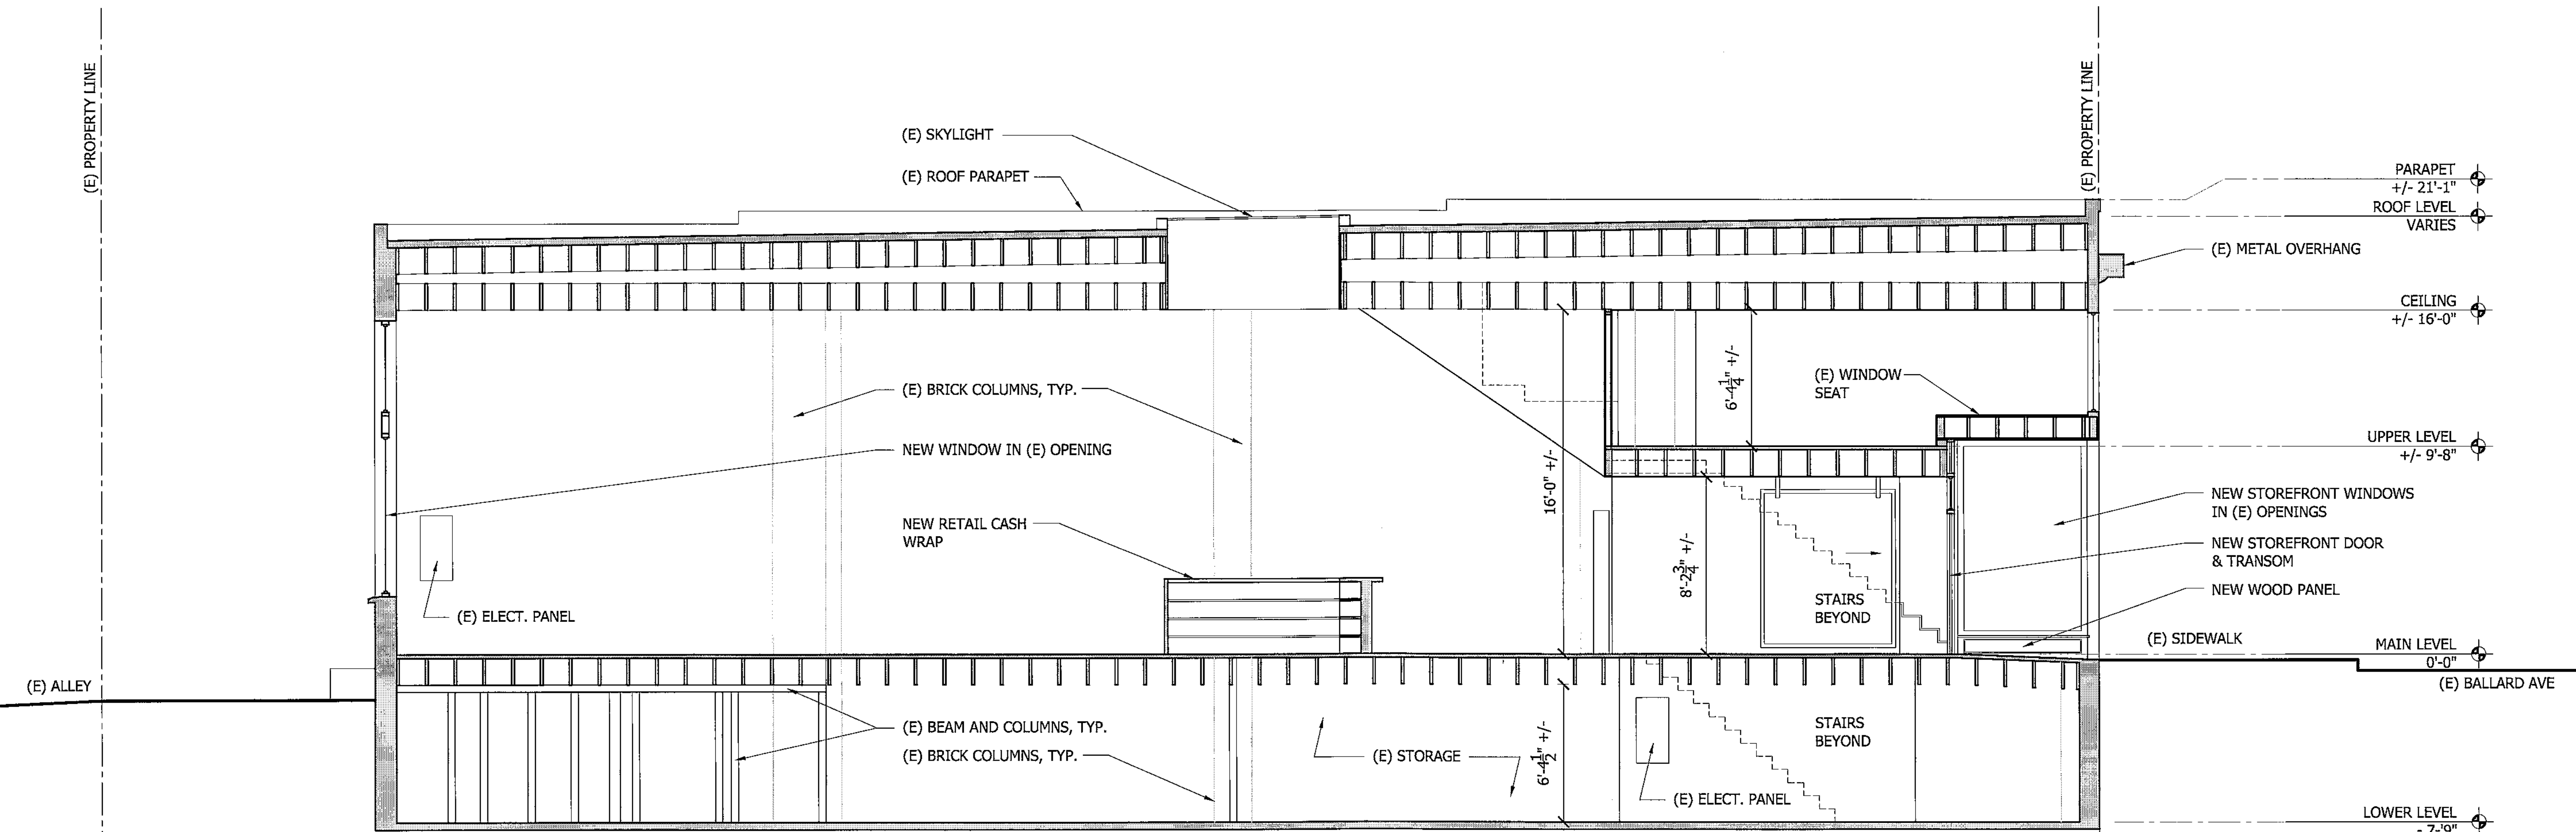 (E) PROPERTY LINE
(E) PROPERTY LINE
(E) SKYLIGHT
(E) ROOF PARAPET
PARAPET
+/- 21'-1"
ROOF LEVEL
VARIES
(E) METAL OVERHANG
CEILING
+/- 16'-0"
(E) BRICK COLUMNS, TYP.
6'-4 1/4" +/-
(E) WINDOW
SEAT
NEW WINDOW IN (E) OPENING
UPPER LEVEL
+/- 9'-8"
16'-0" +/-
NEW STOREFRONT WINDOWS
IN (E) OPENINGS
NEW RETAIL CASH
WRAP
NEW STOREFRONT DOOR
& TRANSOM
8'-2 3/4" +/-
NEW WOOD PANEL
STAIRS
BEYOND
(E) ELECT. PANEL
(E) SIDEWALK
MAIN LEVEL
0'-0"
(E) ALLEY
(E) BALLARD AVE
(E) BEAM AND COLUMNS, TYP.
STAIRS
BEYOND
(E) BRICK COLUMNS, TYP.
(E) STORAGE
6'-4 1/2" +/-
(E) ELECT. PANEL
LOWER LEVEL
- 7'-9"